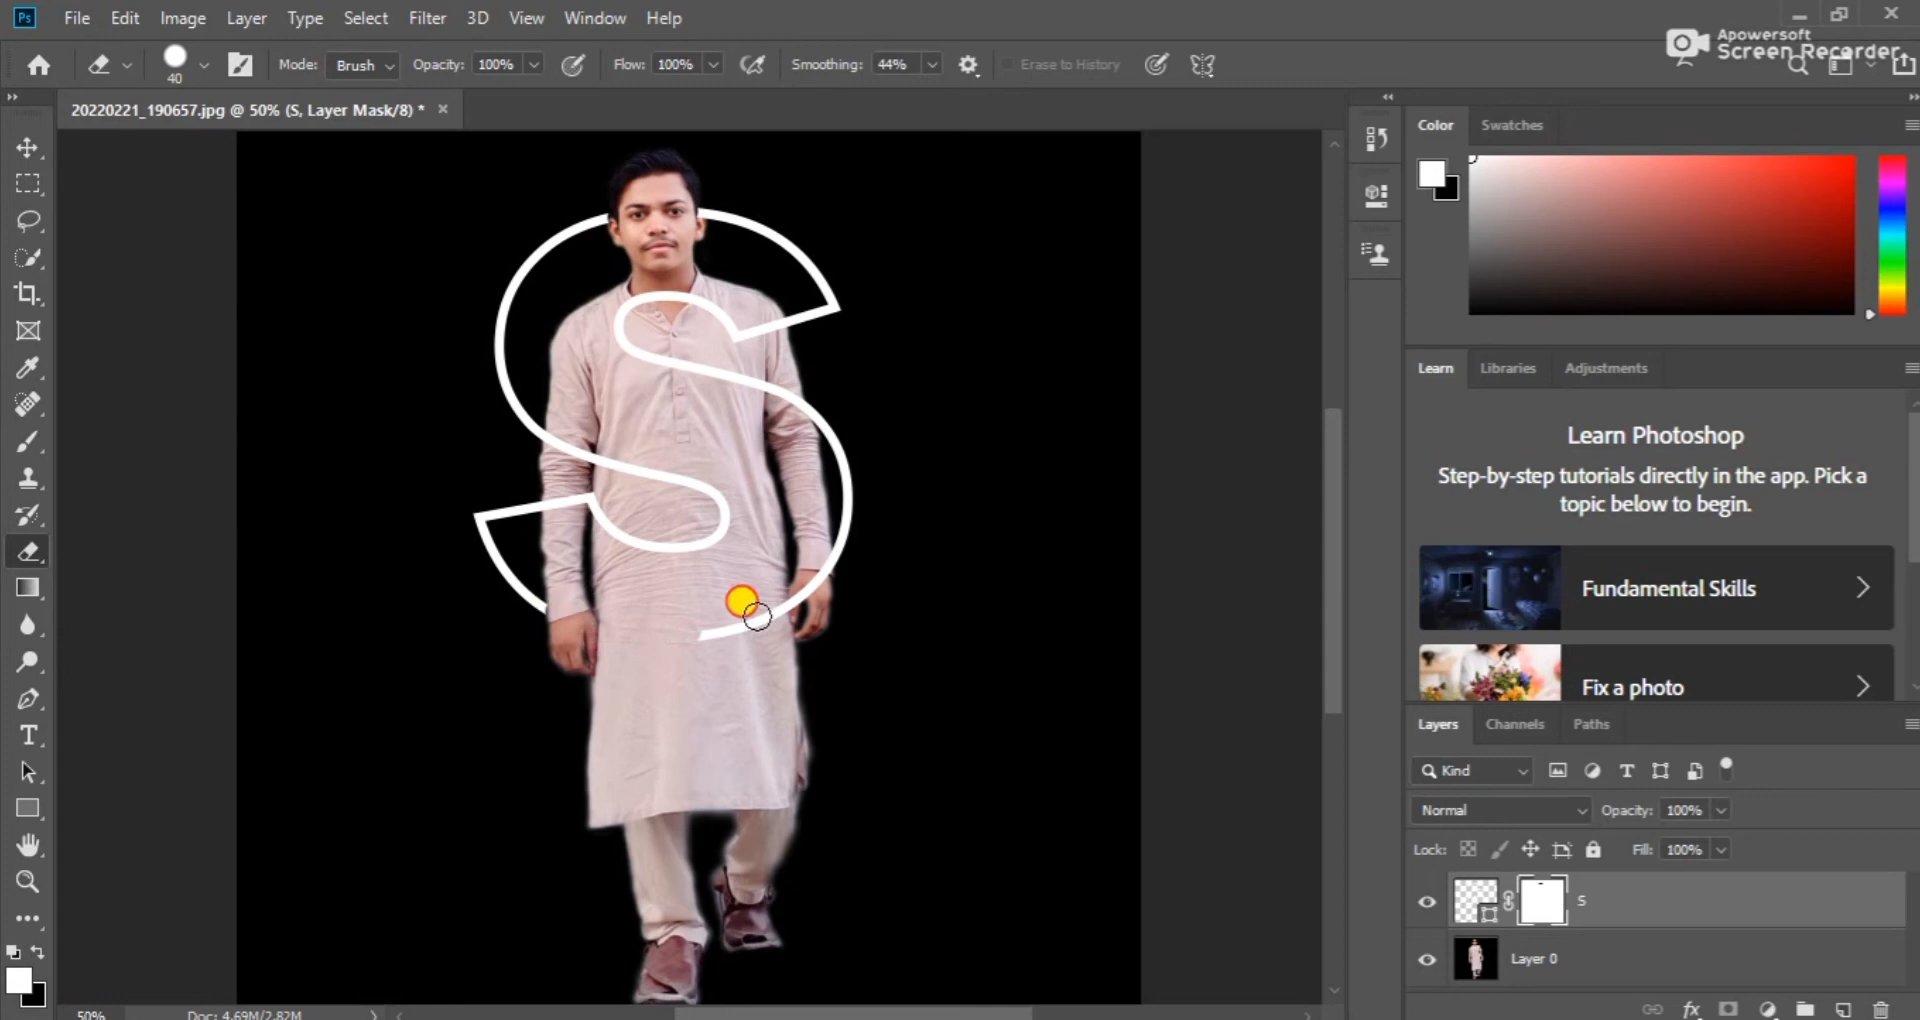 Ps File Edit Image Layer Type Select Filter 3D View Window Help
Apowersoft
Screen Recorder
40 Mode: Brush Opacity: 100% Flow: 100% Smoothing: 44% Erase to History
20220221_190657.jpg @ 50% (S, Layer Mask/8) * ×
Color Swatches
S
Learn Libraries Adjustments
Learn Photoshop
Step-by-step tutorials directly in the app. Pick a
topic below to begin.
Fundamental Skills
Fix a photo
Layers Channels Paths
Kind
Normal Opacity: 100%
Lock: Fill: 100%
S
Layer 0
fx
50% Doc: 4.69M/2.82M